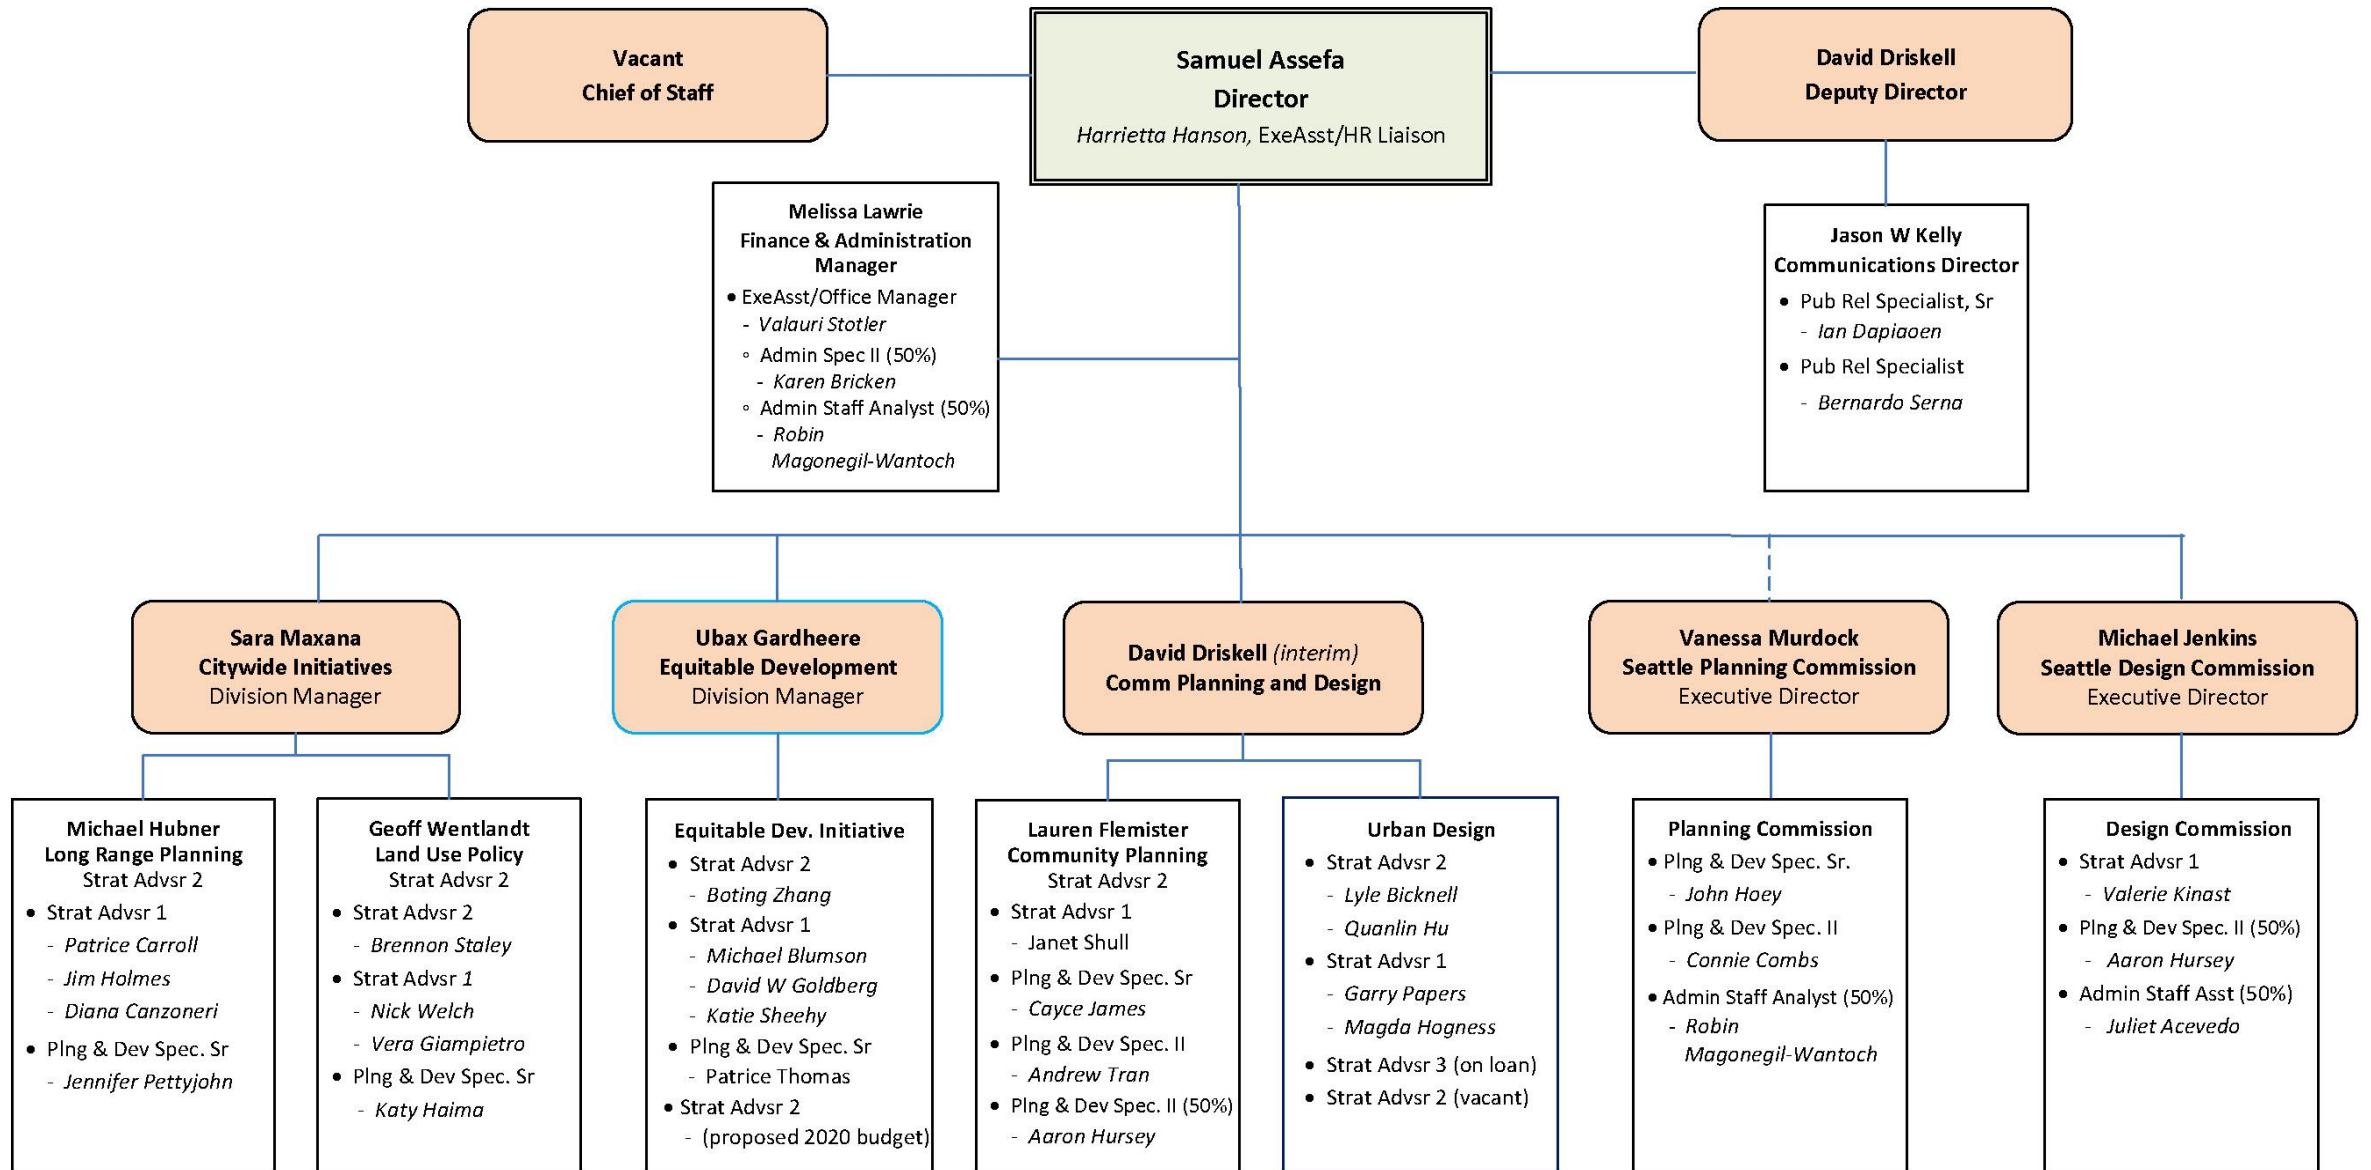 Vacant
Chief of Staff
Samuel Assefa
Director
Harrietta Hanson, ExeAsst/HR Liaison
David Driskell
Deputy Director
Melissa Lawrie
Finance & Administration
Manager
• ExeAsst/Office Manager
- Valauri Stotler
◦ Admin Spec II (50%)
- Karen Bricken
◦ Admin Staff Analyst (50%)
- Robin
Magonegil-Wantoch
Jason W Kelly
Communications Director
• Pub Rel Specialist, Sr
- Ian Dapiaoen
• Pub Rel Specialist
- Bernardo Serna
Sara Maxana
Citywide Initiatives
Division Manager
Ubax Gardheere
Equitable Development
Division Manager
David Driskell (interim)
Comm Planning and Design
Vanessa Murdock
Seattle Planning Commission
Executive Director
Michael Jenkins
Seattle Design Commission
Executive Director
Michael Hubner
Long Range Planning
Strat Advsr 2
• Strat Advsr 1
- Patrice Carroll
- Jim Holmes
- Diana Canzoneri
• Plng & Dev Spec. Sr
- Jennifer Pettyjohn
Geoff Wentlandt
Land Use Policy
Strat Advsr 2
• Strat Advsr 2
- Brennon Staley
• Strat Advsr 1
- Nick Welch
- Vera Giampietro
• Plng & Dev Spec. Sr
- Katy Haima
Equitable Dev. Initiative
• Strat Advsr 2
- Boting Zhang
• Strat Advsr 1
- Michael Blumson
- David W Goldberg
- Katie Sheehy
• Plng & Dev Spec. Sr
- Patrice Thomas
• Strat Advsr 2
- (proposed 2020 budget)
Lauren Flemister
Community Planning
Strat Advsr 2
• Strat Advsr 1
- Janet Shull
• Plng & Dev Spec. Sr
- Cayce James
• Plng & Dev Spec. II
- Andrew Tran
• Plng & Dev Spec. II (50%)
- Aaron Hursey
Urban Design
• Strat Advsr 2
- Lyle Bicknell
- Quanlin Hu
• Strat Advsr 1
- Garry Papers
- Magda Hogness
• Strat Advsr 3 (on loan)
• Strat Advsr 2 (vacant)
Planning Commission
• Plng & Dev Spec. Sr.
- John Hoey
• Plng & Dev Spec. II
- Connie Combs
• Admin Staff Analyst (50%)
- Robin
Magonegil-Wantoch
Design Commission
• Strat Advsr 1
- Valerie Kinast
• Plng & Dev Spec. II (50%)
- Aaron Hursey
• Admin Staff Asst (50%)
- Juliet Acevedo